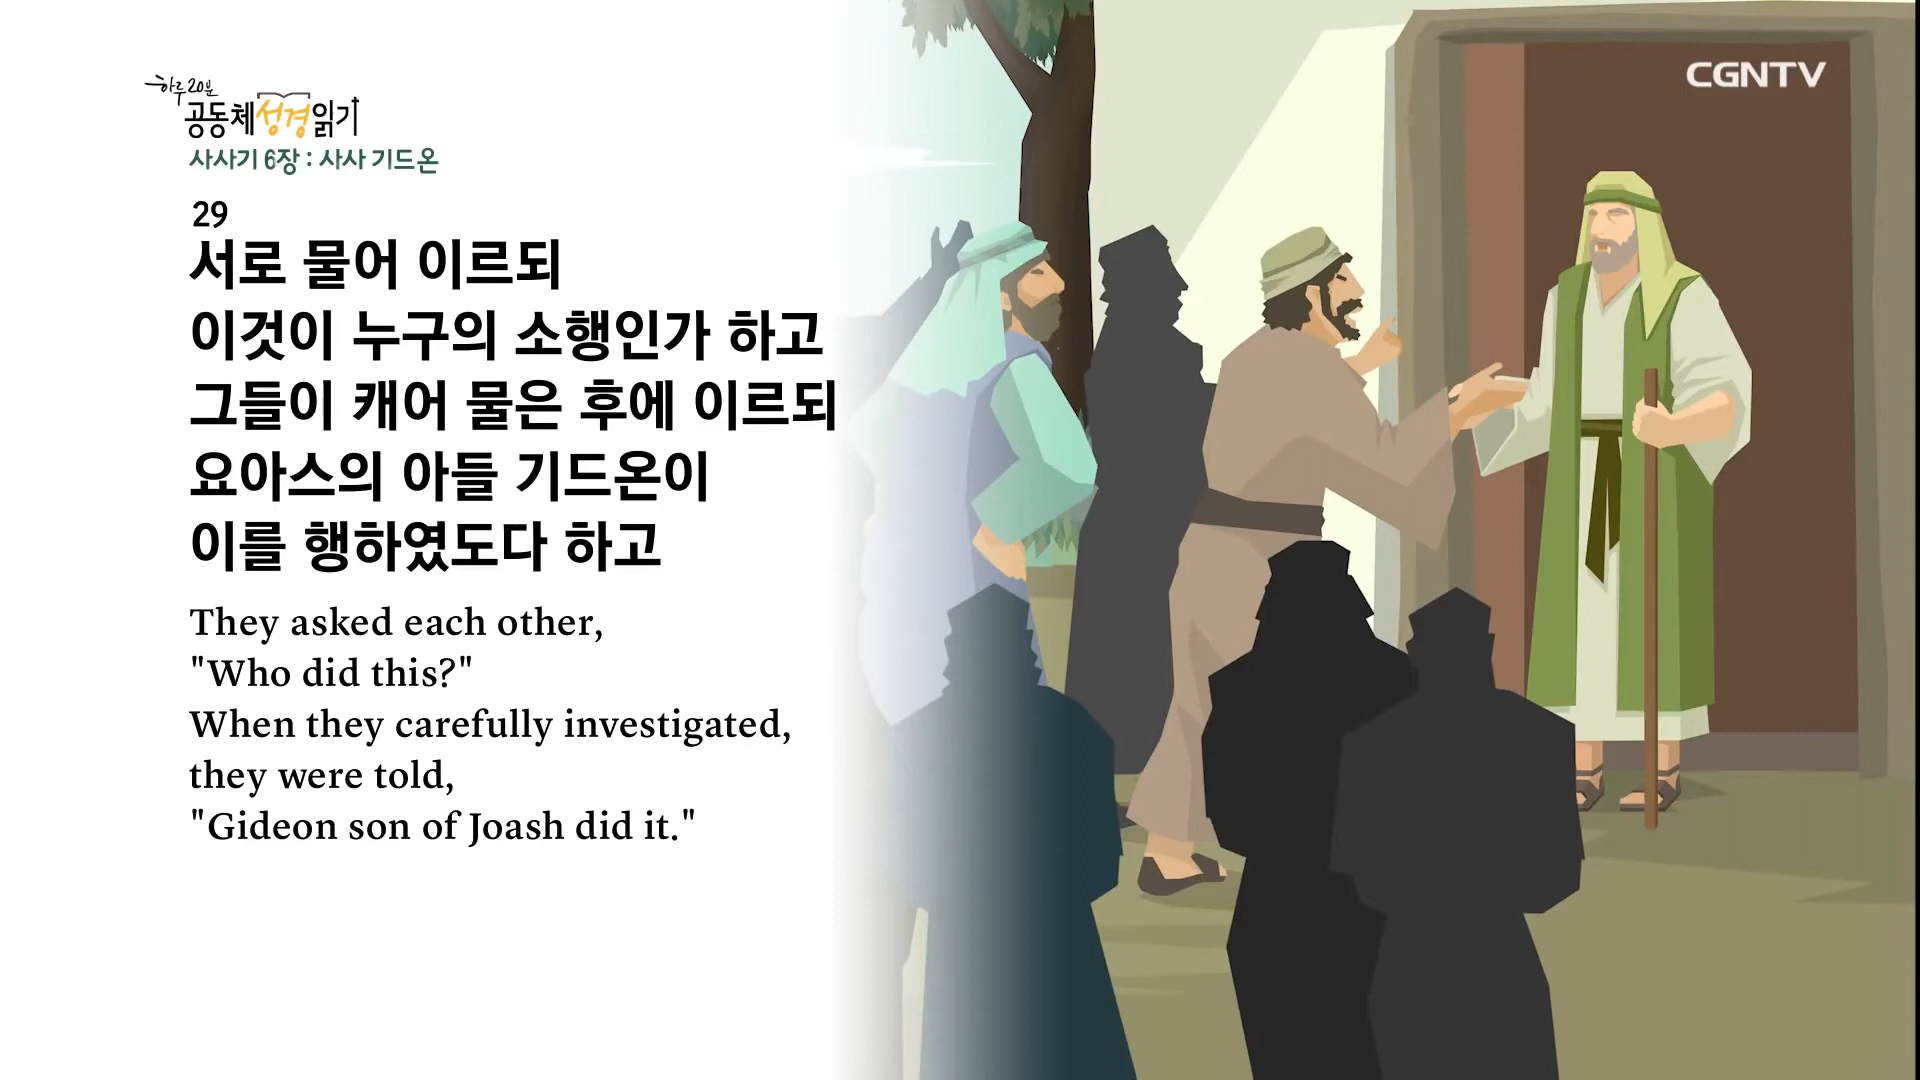 하루 20분
공동체성경읽기
사사기 6장 : 사사 기드온
CGNTV
29
서로 물어 이르되
이것이 누구의 소행인가 하고
그들이 캐어 물은 후에 이르되
요아스의 아들 기드온이
이를 행하였도다 하고
They asked each other,
"Who did this?"
When they carefully investigated,
they were told,
"Gideon son of Joash did it."